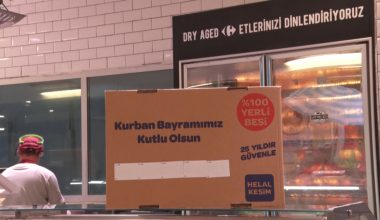 DRY AGED ETLERİNİZİ DİNLENDİRİYORUZ
Kurban Bayramımız
Kutlu Olsun
%100
YERLİ
BESİ
25 YILDIR
GÜVENLE
HELAL
KESİM